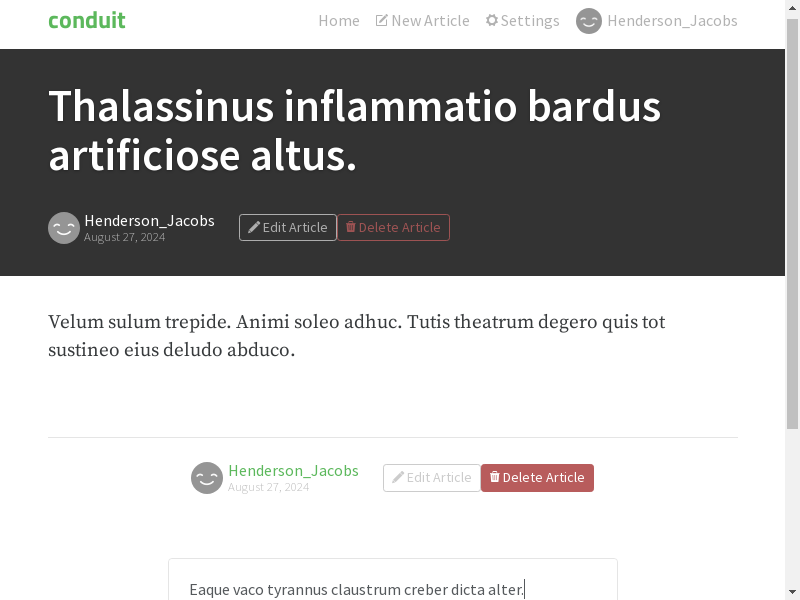 conduit
Home
New Article
Settings
Henderson_Jacobs
Thalassinus inflammatio bardus
artificiose altus.
Henderson_Jacobs
August 27, 2024
Edit Article
Delete Article
Velum sulum trepide. Animi soleo adhuc. Tutis theatrum degero quis tot
sustineo eius deludo abduco.
Henderson_Jacobs
August 27, 2024
Edit Article
Delete Article
Eaque vaco tyrannus claustrum creber dicta alter.